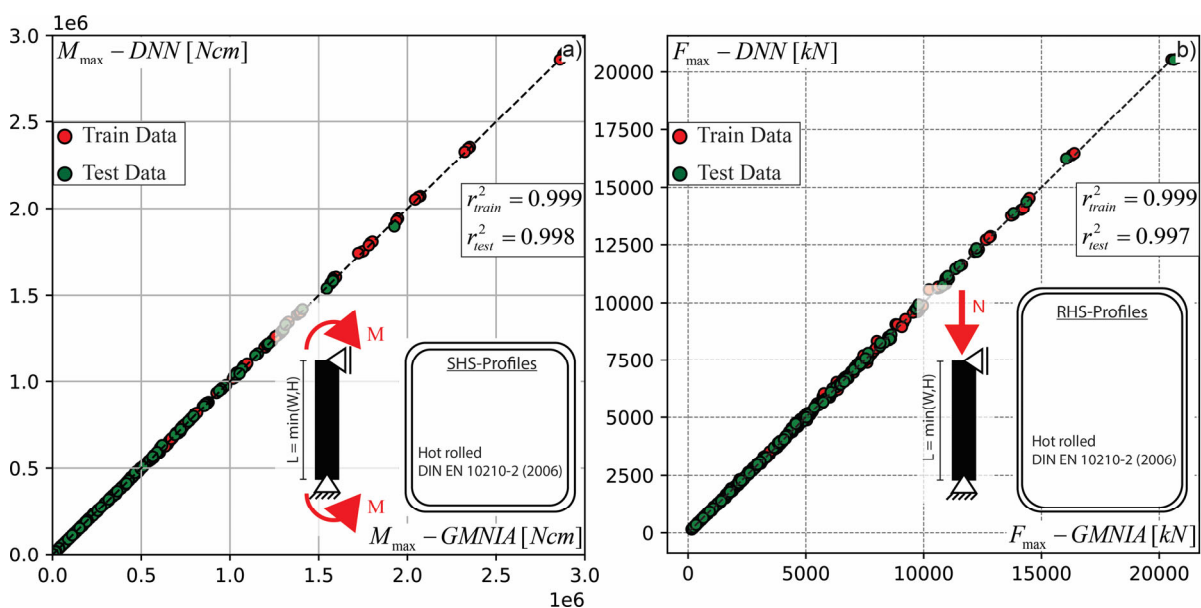 1e6
M_max − DNN [Ncm]
a)
3.0
2.5
2.0
1.5
1.0
0.5
0.0
Train Data
Test Data
r²_train = 0.999
r²_test = 0.998
M
L = min(W,H)
M
SHS-Profiles
Hot rolled
DIN EN 10210-2 (2006)
M_max − GMNIA [Ncm]
0.0 0.5 1.0 1.5 2.0 2.5 3.0
1e6
F_max − DNN [kN]
b)
20000
17500
15000
12500
10000
7500
5000
2500
0
Train Data
Test Data
r²_train = 0.999
r²_test = 0.997
N
L = min(W,H)
RHS-Profiles
Hot rolled
DIN EN 10210-2 (2006)
F_max − GMNIA [kN]
0 5000 10000 15000 20000